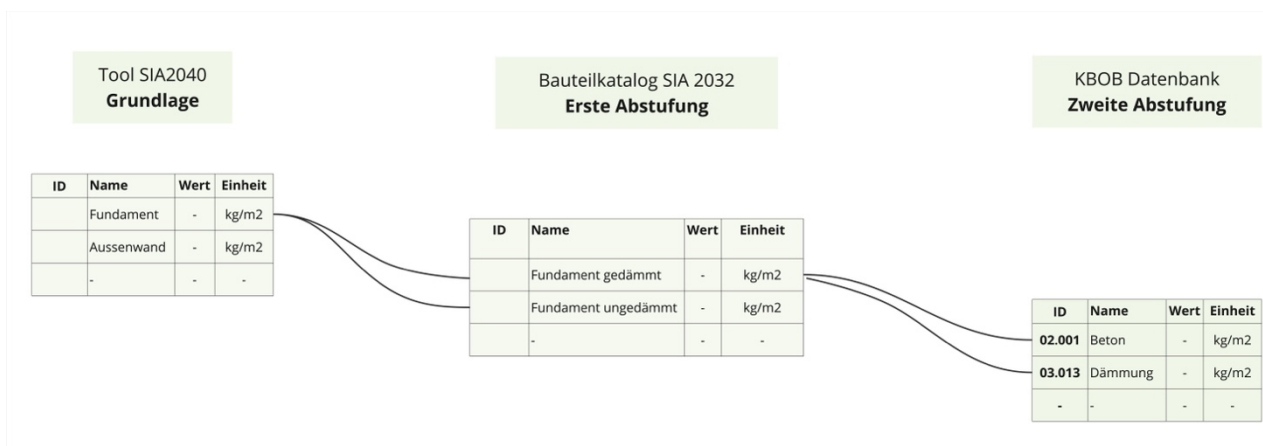 Tool SIA2040
Grundlage
Bauteilkatalog SIA 2032
Erste Abstufung
KBOB Datenbank
Zweite Abstufung
ID Name Wert Einheit
Fundament - kg/m2
Aussenwand - kg/m2
- - -
ID Name Wert Einheit
Fundament gedämmt - kg/m2
Fundament ungedämmt - kg/m2
- - -
ID Name Wert Einheit
02.001 Beton - kg/m2
03.013 Dämmung - kg/m2
- - - -